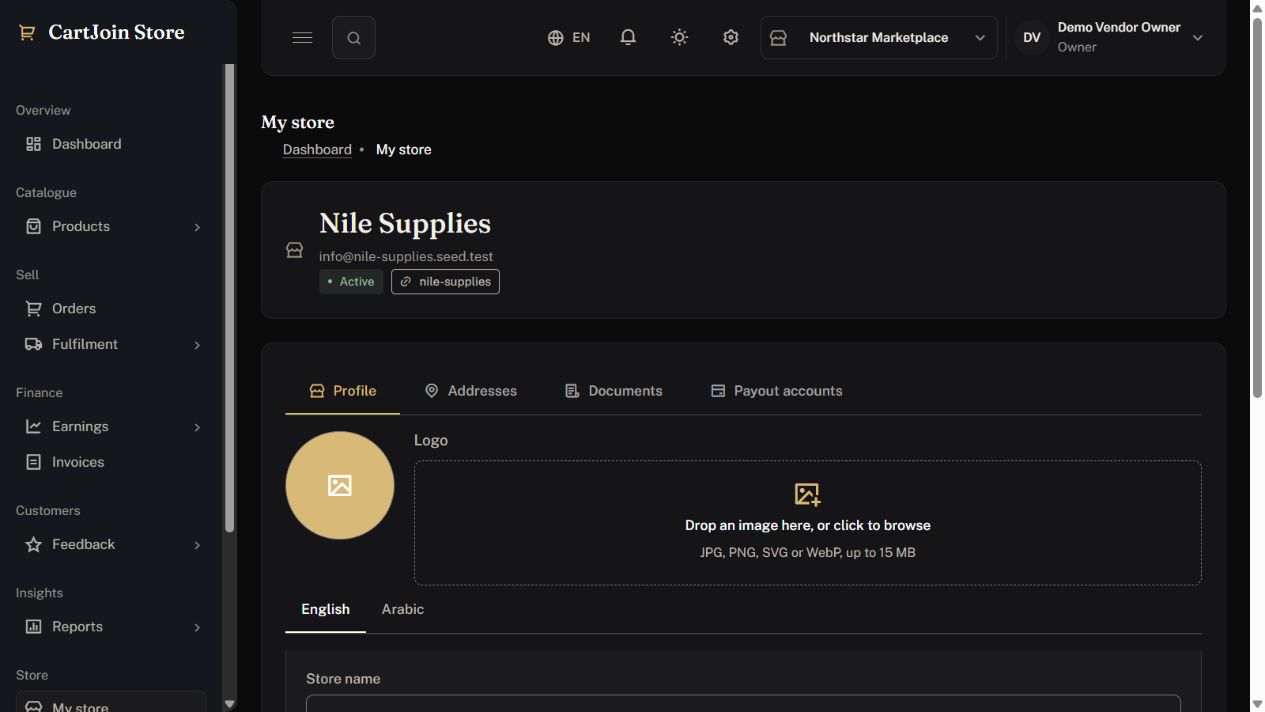 CartJoin Store
EN
Northstar Marketplace
DV
Demo Vendor Owner
Owner
Overview
Dashboard
Catalogue
Products
Sell
Orders
Fulfilment
Finance
Earnings
Invoices
Customers
Feedback
Insights
Reports
Store
My store
My store
Dashboard • My store
Nile Supplies
info@nile-supplies.seed.test
• Active
nile-supplies
Profile
Addresses
Documents
Payout accounts
Logo
Drop an image here, or click to browse
JPG, PNG, SVG or WebP, up to 15 MB
English
Arabic
Store name